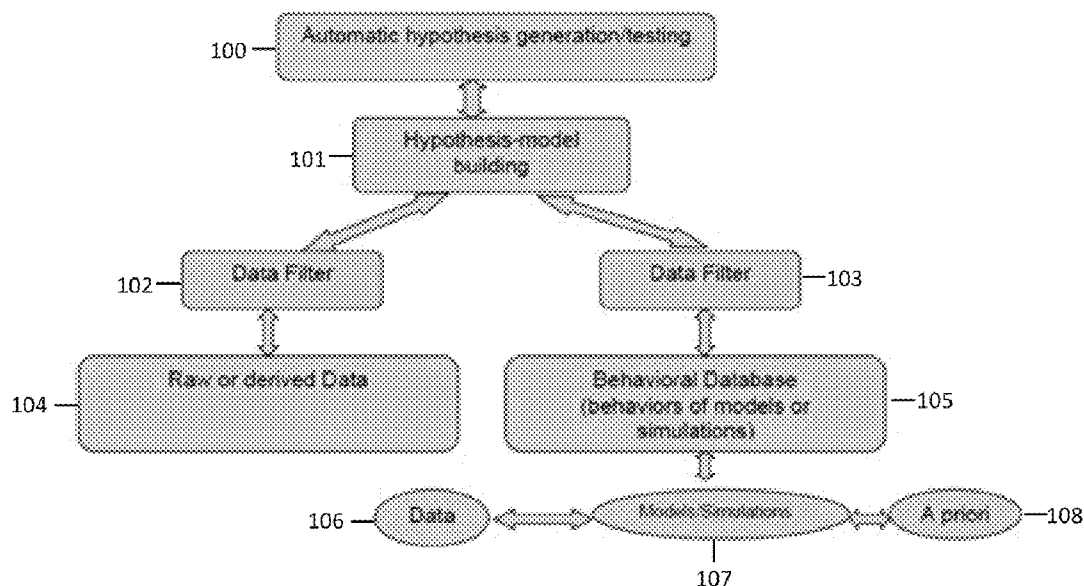 Automatic hypothesis generation/testing
100
Hypothesis-model
building
101
Data Filter
102
Data Filter
103
Raw or derived Data
104
Behavioral Database
(behaviors of models or
simulations)
105
Data
106
Models/Simulations
107
A priori
108